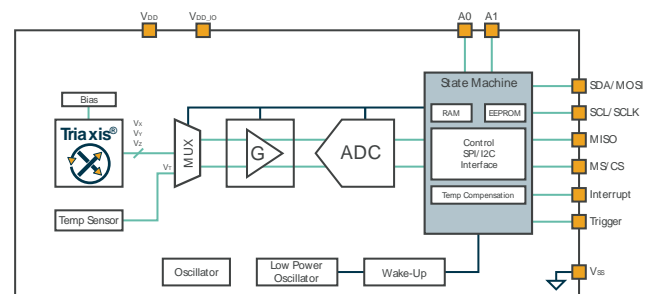 VDD
VDD_IO
A0
A1
State Machine
RAM
EEPROM
Control
SPI/I2C
Interface
Temp Compensation
Bias
Triaxis®
VX
VY
VZ
VT
MUX
G
ADC
Temp Sensor
Oscillator
Low Power
Oscillator
Wake-Up
SDA/MOSI
SCL/SCLK
MISO
MS/CS
Interrupt
Trigger
VSS